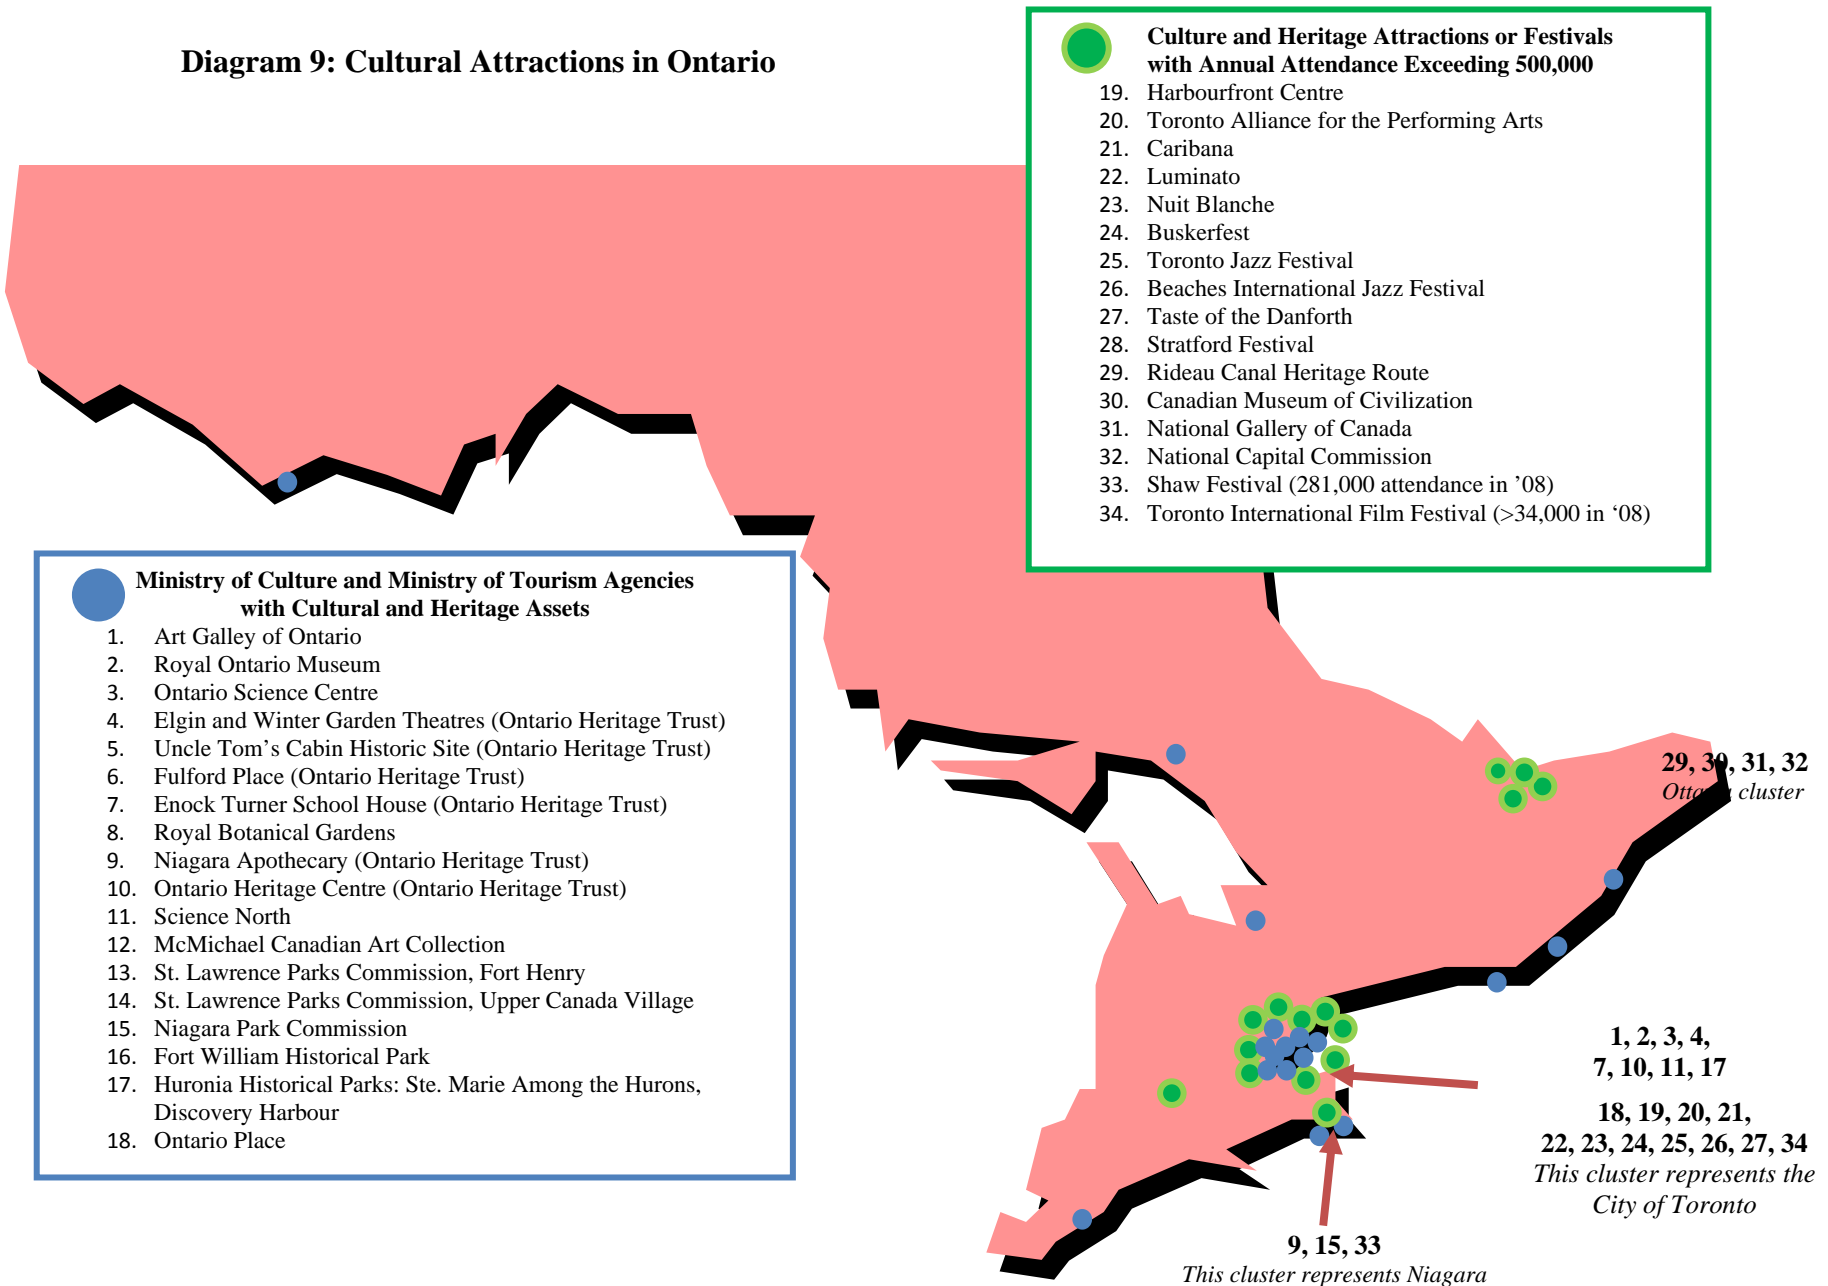 Diagram 9: Cultural Attractions in Ontario
Culture and Heritage Attractions or Festivals
with Annual Attendance Exceeding 500,000
19. Harbourfront Centre
20. Toronto Alliance for the Performing Arts
21. Caribana
22. Luminato
23. Nuit Blanche
24. Buskerfest
25. Toronto Jazz Festival
26. Beaches International Jazz Festival
27. Taste of the Danforth
28. Stratford Festival
29. Rideau Canal Heritage Route
30. Canadian Museum of Civilization
31. National Gallery of Canada
32. National Capital Commission
33. Shaw Festival (281,000 attendance in ’08)
34. Toronto International Film Festival (>34,000 in ‘08)
Ministry of Culture and Ministry of Tourism Agencies
with Cultural and Heritage Assets
1. Art Galley of Ontario
2. Royal Ontario Museum
3. Ontario Science Centre
4. Elgin and Winter Garden Theatres (Ontario Heritage Trust)
5. Uncle Tom’s Cabin Historic Site (Ontario Heritage Trust)
6. Fulford Place (Ontario Heritage Trust)
7. Enock Turner School House (Ontario Heritage Trust)
8. Royal Botanical Gardens
9. Niagara Apothecary (Ontario Heritage Trust)
10. Ontario Heritage Centre (Ontario Heritage Trust)
11. Science North
12. McMichael Canadian Art Collection
13. St. Lawrence Parks Commission, Fort Henry
14. St. Lawrence Parks Commission, Upper Canada Village
15. Niagara Park Commission
16. Fort William Historical Park
17. Huronia Historical Parks: Ste. Marie Among the Hurons,
Discovery Harbour
18. Ontario Place
29, 30, 31, 32
Ottawa cluster
1, 2, 3, 4,
7, 10, 11, 17
18, 19, 20, 21,
22, 23, 24, 25, 26, 27, 34
This cluster represents the
City of Toronto
9, 15, 33
This cluster represents Niagara